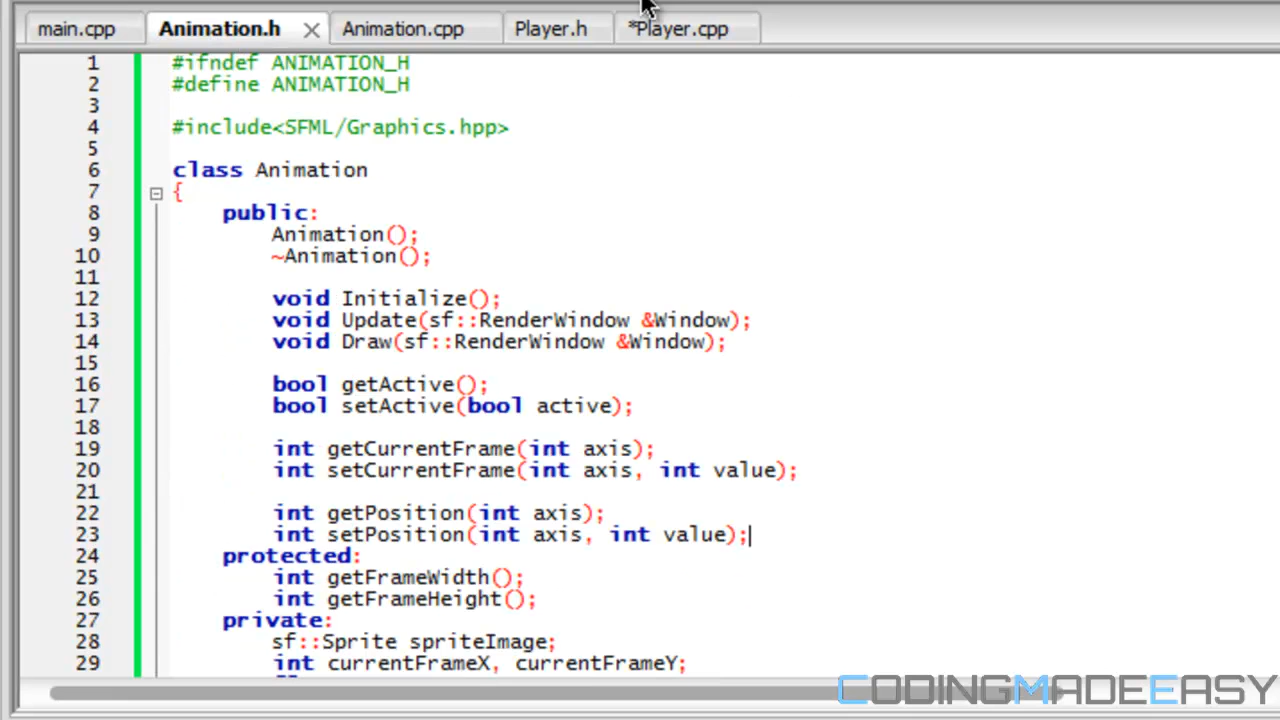 main.cpp Animation.h Animation.cpp Player.h *Player.cpp
1 #ifndef ANIMATION_H
2 #define ANIMATION_H
3
4 #include<SFML/Graphics.hpp>
5
6 class Animation
7 {
8 public:
9 Animation();
10 ~Animation();
11
12 void Initialize();
13 void Update(sf::RenderWindow &Window);
14 void Draw(sf::RenderWindow &Window);
15
16 bool getActive();
17 bool setActive(bool active);
18
19 int getCurrentFrame(int axis);
20 int setCurrentFrame(int axis, int value);
21
22 int getPosition(int axis);
23 int setPosition(int axis, int value);
24 protected:
25 int getFrameWidth();
26 int getFrameHeight();
27 private:
28 sf::Sprite spriteImage;
29 int currentFrameX, currentFrameY;
CODINGMADEEASY